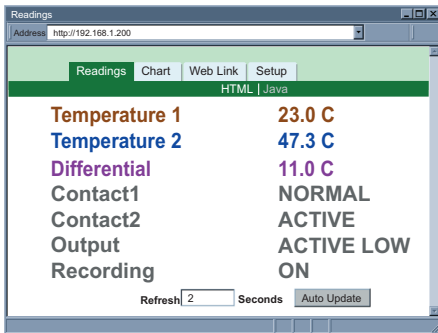 Readings
Address http://192.168.1.200
Readings Chart Web Link Setup
HTML | Java
Temperature 1 23.0 C
Temperature 2 47.3 C
Differential 11.0 C
Contact1 NORMAL
Contact2 ACTIVE
Output ACTIVE LOW
Recording ON
Refresh 2 Seconds Auto Update